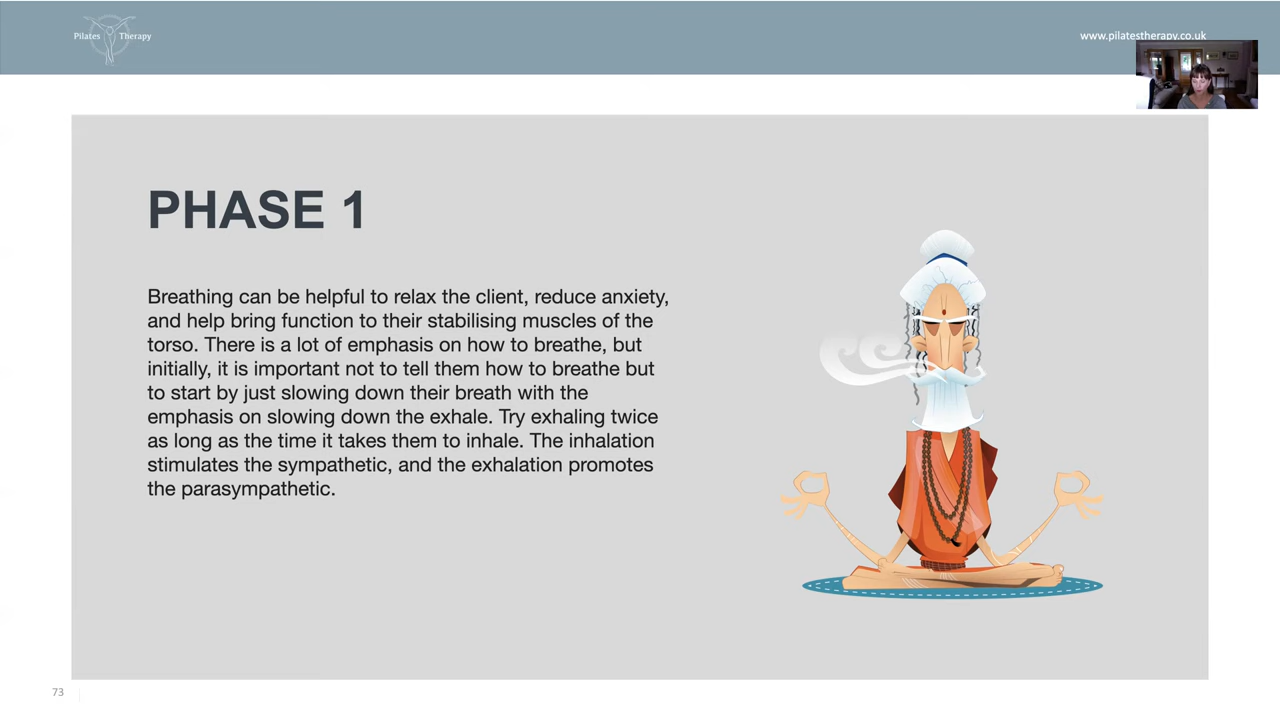 Pilates Therapy
www.pilatestherapy.co.uk
PHASE 1
Breathing can be helpful to relax the client, reduce anxiety,
and help bring function to their stabilising muscles of the
torso. There is a lot of emphasis on how to breathe, but
initially, it is important not to tell them how to breathe but
to start by just slowing down their breath with the
emphasis on slowing down the exhale. Try exhaling twice
as long as the time it takes them to inhale. The inhalation
stimulates the sympathetic, and the exhalation promotes
the parasympathetic.
73